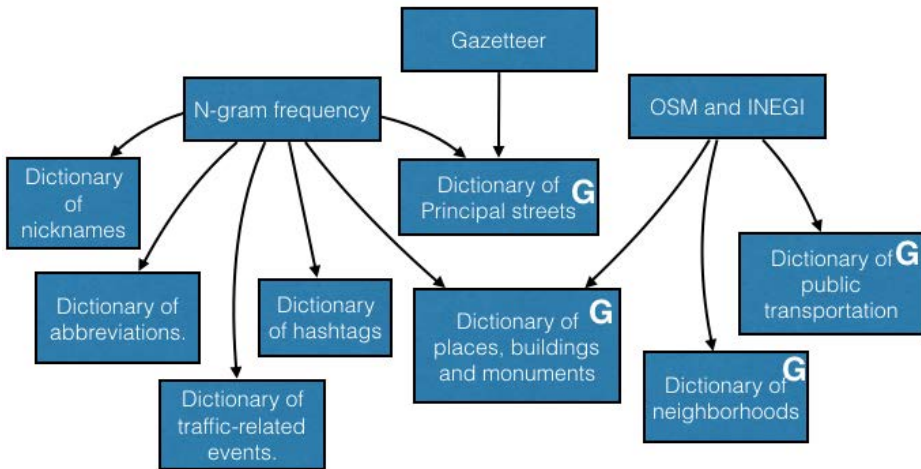 Gazetteer
N-gram frequency
OSM and INEGI
Dictionary
of
nicknames
Dictionary of
Principal streets
G
Dictionary of
abbreviations.
Dictionary
of hashtags
Dictionary of
places, buildings
and monuments
G
Dictionary of
public
transportation
G
Dictionary of
traffic-related
events.
Dictionary of
neighborhoods
G